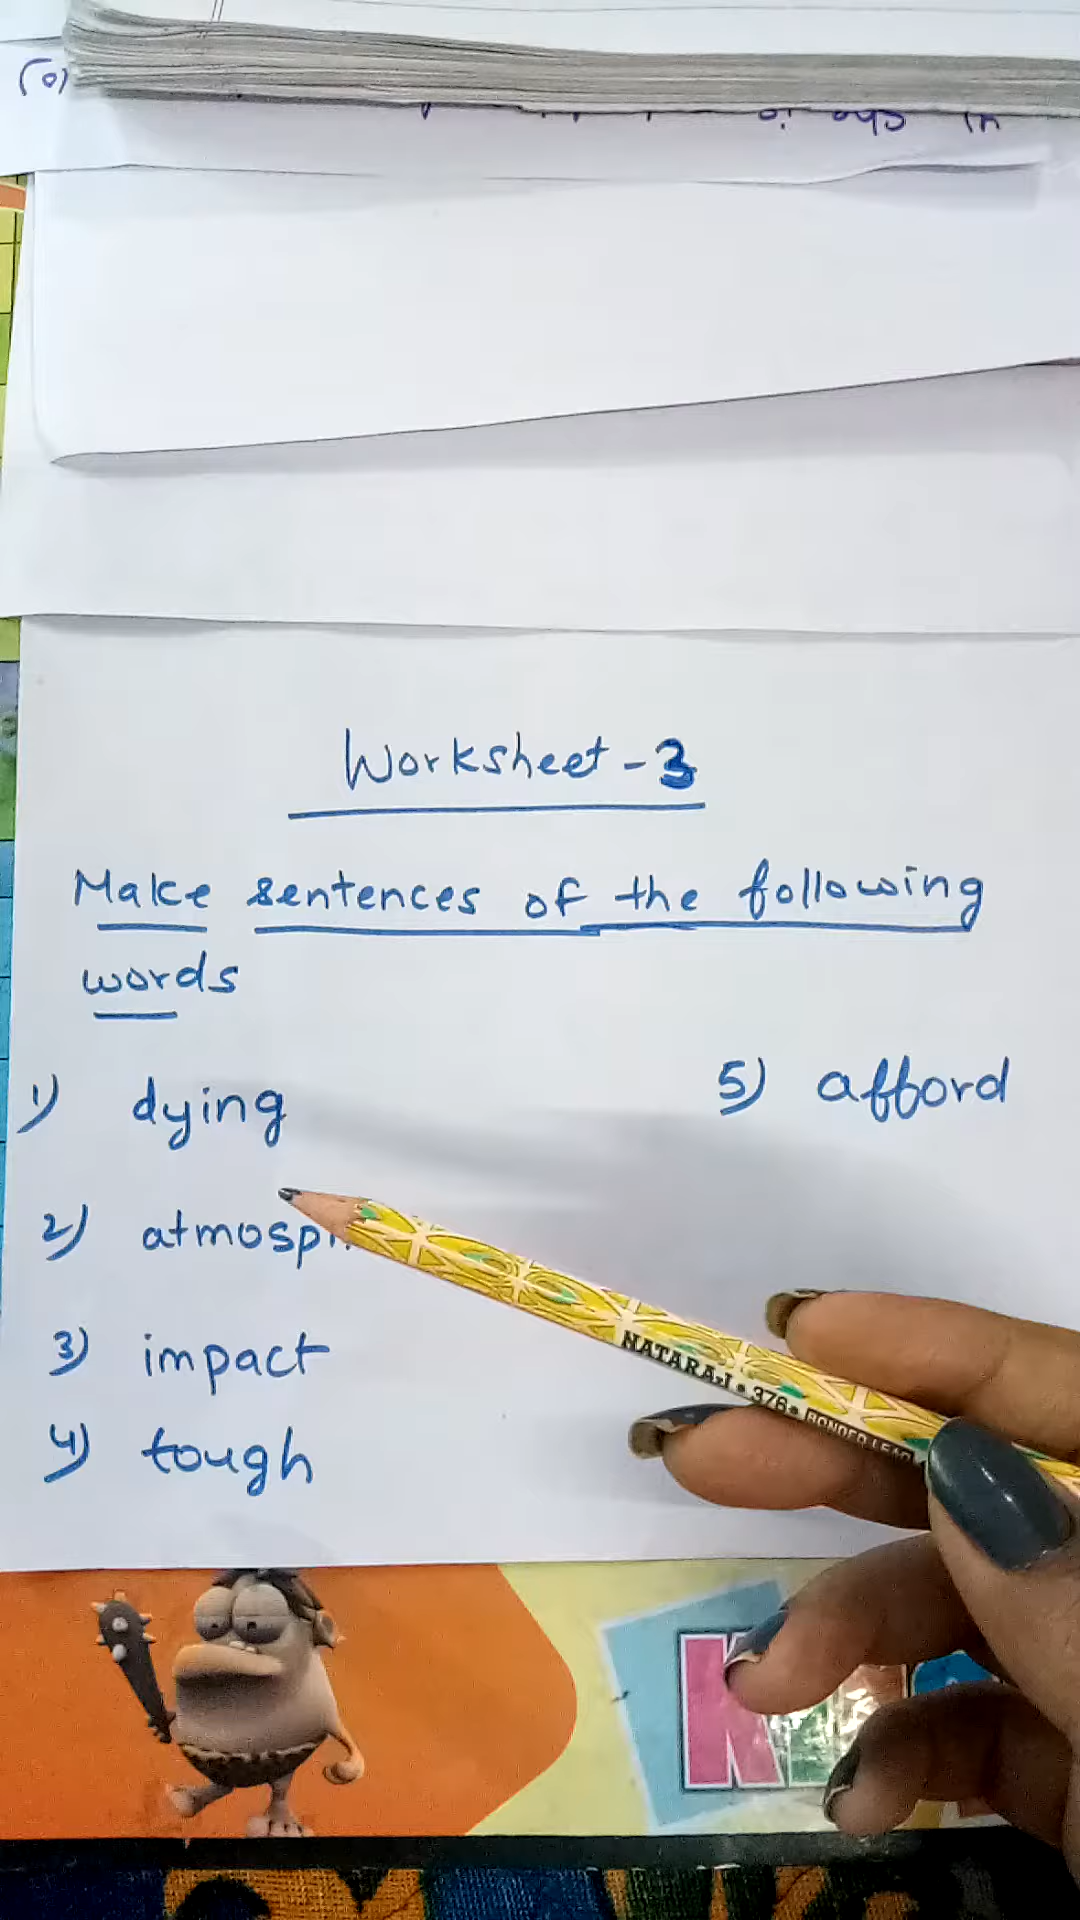 Worksheet-3
Make sentences of the following
words
1) dying
5) afford
2)
3) impact
4) tough
NATARAJ • 376 • BONDED LEAD